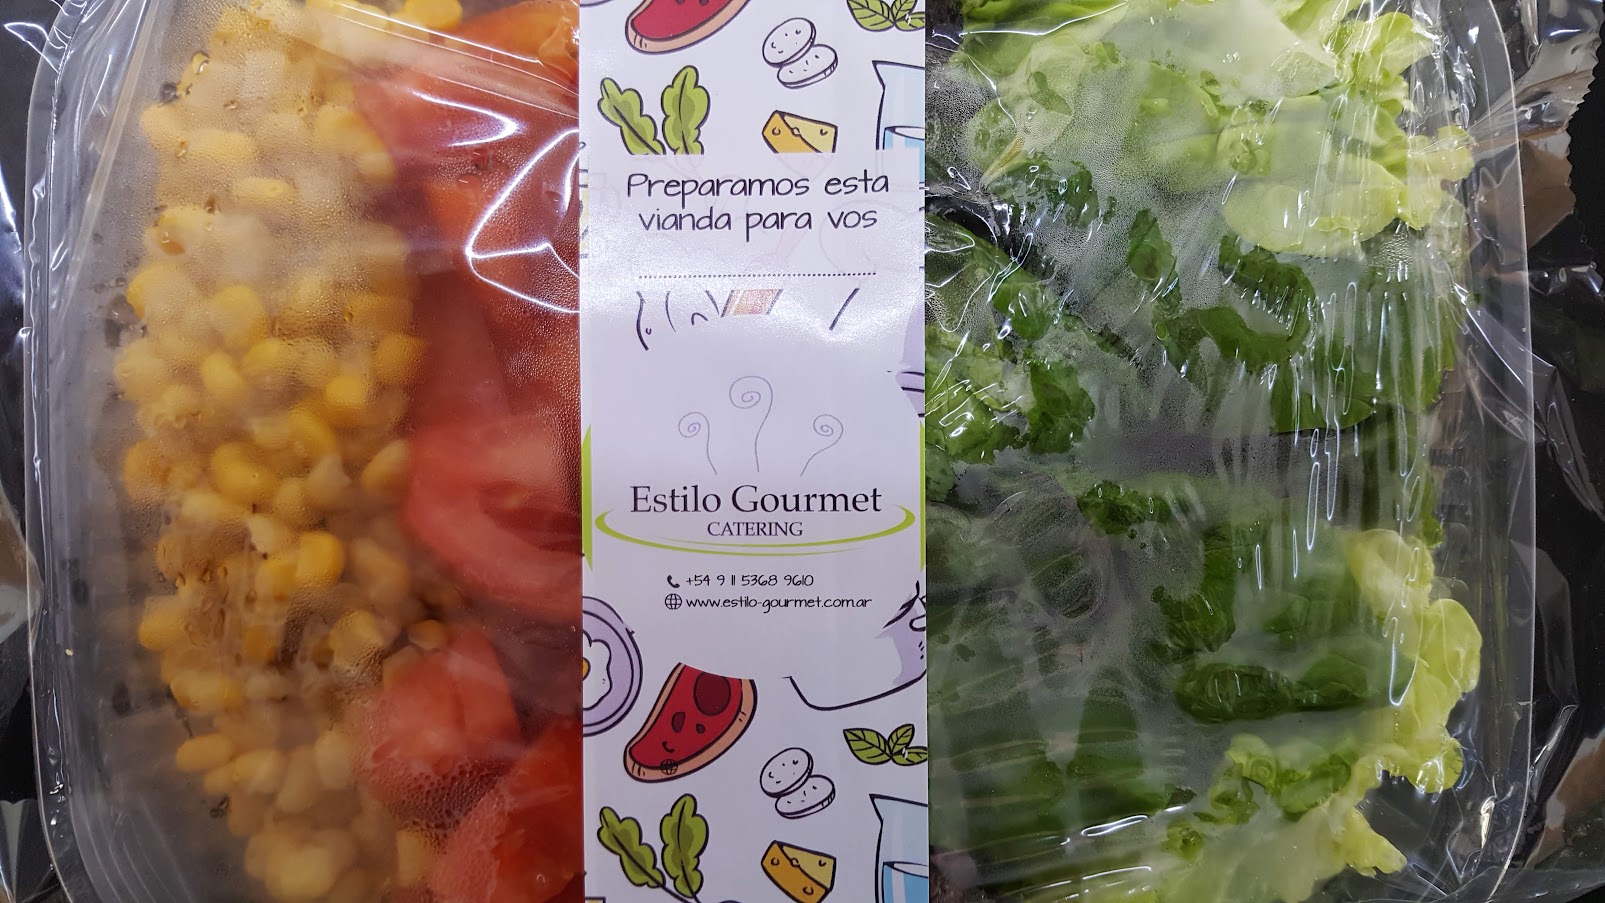 Preparamos esta
vianda para vos
Estilo Gourmet
CATERING
+54 9 11 5368 9610
www.estilo-gourmet.com.ar